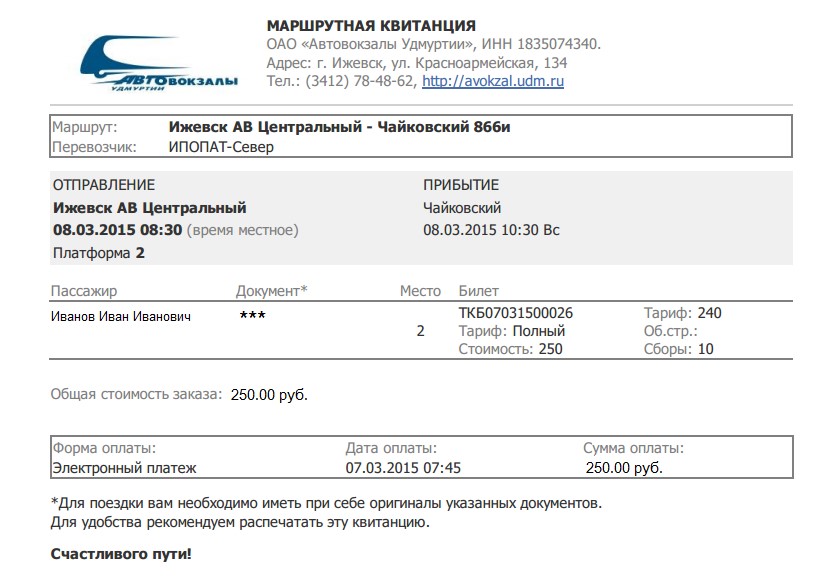 АВТОВОКЗАЛЫ
УДМУРТИИ
МАРШРУТНАЯ КВИТАНЦИЯ
ОАО «Автовокзалы Удмуртии», ИНН 1835074340.
Адрес: г. Ижевск, ул. Красноармейская, 134
Тел.: (3412) 78-48-62, http://avokzal.udm.ru
Маршрут: Ижевск АВ Центральный - Чайковский 866и
Перевозчик: ИПОПАТ-Север
ОТПРАВЛЕНИЕ ПРИБЫТИЕ
Ижевск АВ Центральный Чайковский
08.03.2015 08:30 (время местное) 08.03.2015 10:30 Вс
Платформа 2
Пассажир Документ* Место Билет
Иванов Иван Иванович *** ТКБ07031500026 Тариф: 240
2 Тариф: Полный Об.стр.:
Стоимость: 250 Сборы: 10
Общая стоимость заказа: 250.00 руб.
Форма оплаты: Дата оплаты: Сумма оплаты:
Электронный платеж 07.03.2015 07:45 250.00 руб.
*Для поездки вам необходимо иметь при себе оригиналы указанных документов.
Для удобства рекомендуем распечатать эту квитанцию.
Счастливого пути!